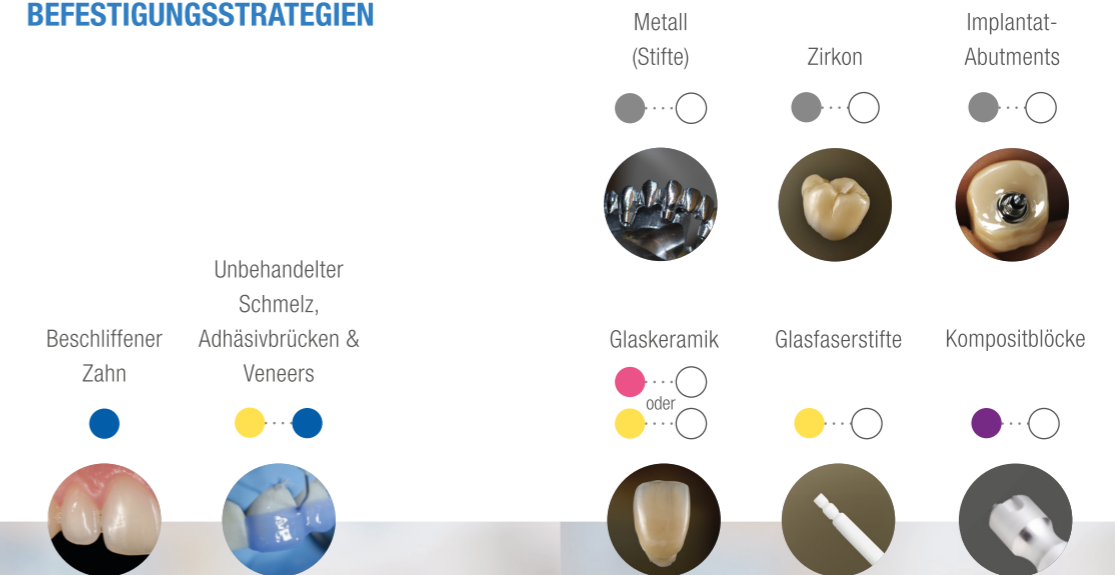 BEFESTIGUNGSSTRATEGIEN
Metall
(Stifte)
Zirkon
Implantat-
Abutments
Unbehandelter
Schmelz,
Adhäsivbrücken &
Veneers
Beschliffener
Zahn
Glaskeramik
oder
Glasfaserstifte
Kompositblöcke